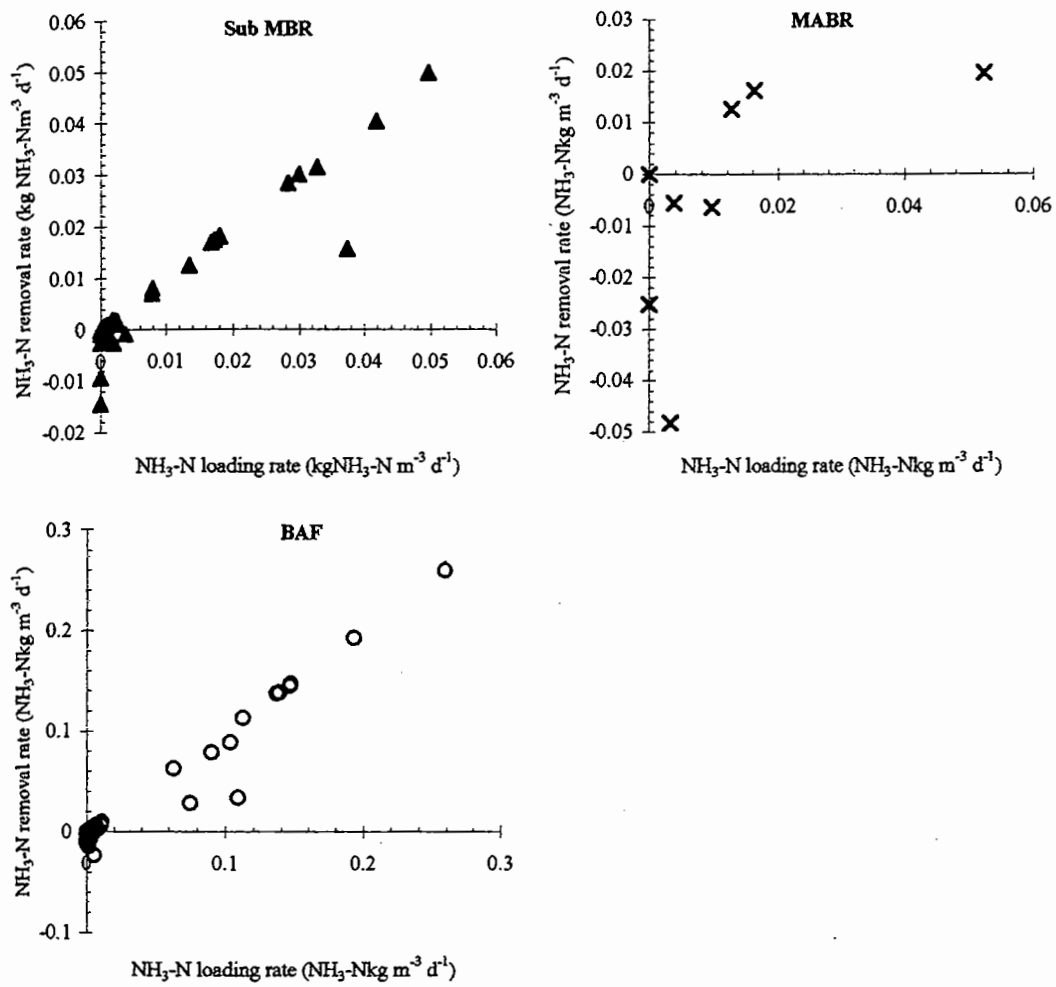 Sub MBR
NH₃-N removal rate (kg NH₃-Nm⁻³ d⁻¹)
0.06
0.05
0.04
0.03
0.02
0.01
0
-0.01
-0.02
0 0.01 0.02 0.03 0.04 0.05 0.06
NH₃-N loading rate (kgNH₃-N m⁻³ d⁻¹)
MABR
NH₃-N removal rate (NH₃-Nkg m⁻³ d⁻¹)
0.03
0.02
0.01
0
-0.01
-0.02
-0.03
-0.04
-0.05
0 0.02 0.04 0.06
NH₃-N loading rate (NH₃-Nkg m⁻³ d⁻¹)
BAF
NH₃-N removal rate (NH₃-Nkg m⁻³ d⁻¹)
0.3
0.2
0.1
0
-0.1
0 0.1 0.2 0.3
NH₃-N loading rate (NH₃-Nkg m⁻³ d⁻¹)